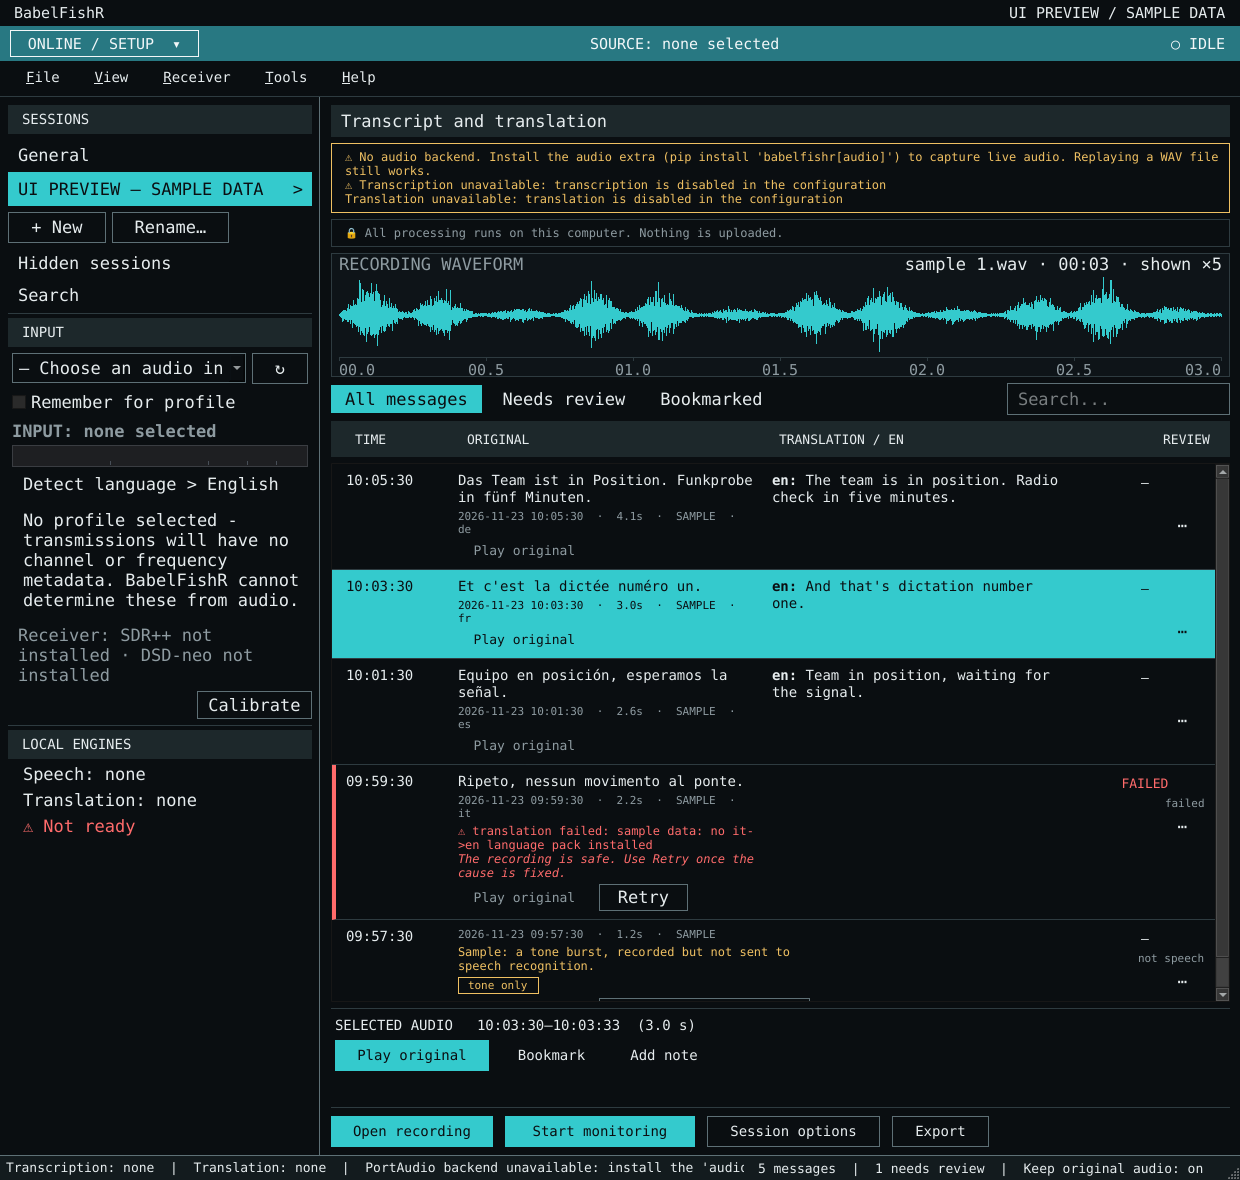 BabelFishR
UI PREVIEW / SAMPLE DATA
ONLINE / SETUP ▾
SOURCE: none selected
○ IDLE
File View Receiver Tools Help
SESSIONS
General
UI PREVIEW — SAMPLE DATA >
+ New
Rename…
Hidden sessions
Search
INPUT
— Choose an audio in
↻
Remember for profile
INPUT: none selected
Detect language > English
No profile selected -
transmissions will have no
channel or frequency
metadata. BabelFishR cannot
determine these from audio.
Receiver: SDR++ not
installed · DSD-neo not
installed
Calibrate
LOCAL ENGINES
Speech: none
Translation: none
⚠ Not ready
Transcript and translation
⚠ No audio backend. Install the audio extra (pip install 'babelfishr[audio]') to capture live audio. Replaying a WAV file
still works.
⚠ Transcription unavailable: transcription is disabled in the configuration
Translation unavailable: translation is disabled in the configuration
🔒 All processing runs on this computer. Nothing is uploaded.
RECORDING WAVEFORM
sample 1.wav · 00:03 · shown ×5
00.0 00.5 01.0 01.5 02.0 02.5 03.0
All messages
Needs review
Bookmarked
Search...
TIME ORIGINAL TRANSLATION / EN REVIEW
10:05:30
Das Team ist in Position. Funkprobe
in fünf Minuten.
2026-11-23 10:05:30 · 4.1s · SAMPLE ·
de
Play original
en: The team is in position. Radio
check in five minutes.
—
…
10:03:30
Et c'est la dictée numéro un.
2026-11-23 10:03:30 · 3.0s · SAMPLE ·
fr
Play original
en: And that's dictation number
one.
—
…
10:01:30
Equipo en posición, esperamos la
señal.
2026-11-23 10:01:30 · 2.6s · SAMPLE ·
es
Play original
en: Team in position, waiting for
the signal.
—
…
09:59:30
Ripeto, nessun movimento al ponte.
2026-11-23 09:59:30 · 2.2s · SAMPLE ·
it
⚠ translation failed: sample data: no it-
>en language pack installed
The recording is safe. Use Retry once the
cause is fixed.
Play original
Retry
FAILED
failed
…
09:57:30
2026-11-23 09:57:30 · 1.2s · SAMPLE
Sample: a tone burst, recorded but not sent to
speech recognition.
tone only
—
not speech
…
SELECTED AUDIO 10:03:30—10:03:33 (3.0 s)
Play original
Bookmark
Add note
Open recording
Start monitoring
Session options
Export
Transcription: none | Translation: none | PortAudio backend unavailable: install the 'audio
5 messages | 1 needs review | Keep original audio: on